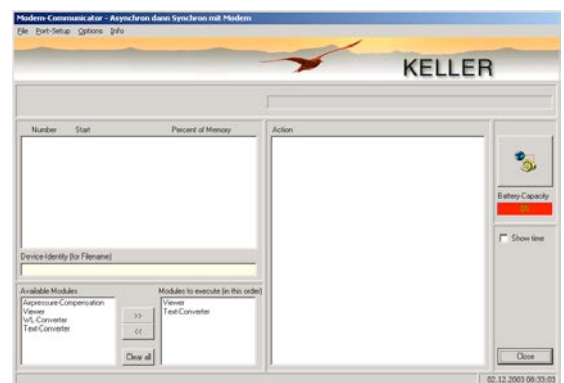 Modem-Communicator - Asynchron dann Synchron mit Modem
File Port-Setup Options Info
KELLER
Number Start Percent of Memory
Action
Battery-Capacity
Show time
Device-Identity (for Filename)
Available Modules
Modules to execute (in this order)
Airpressure-Compensation
Viewer
WL-Converter
Text-Converter
>>
<<
Clear all
Viewer
Text-Converter
Close
02.12.2003 08:33:03